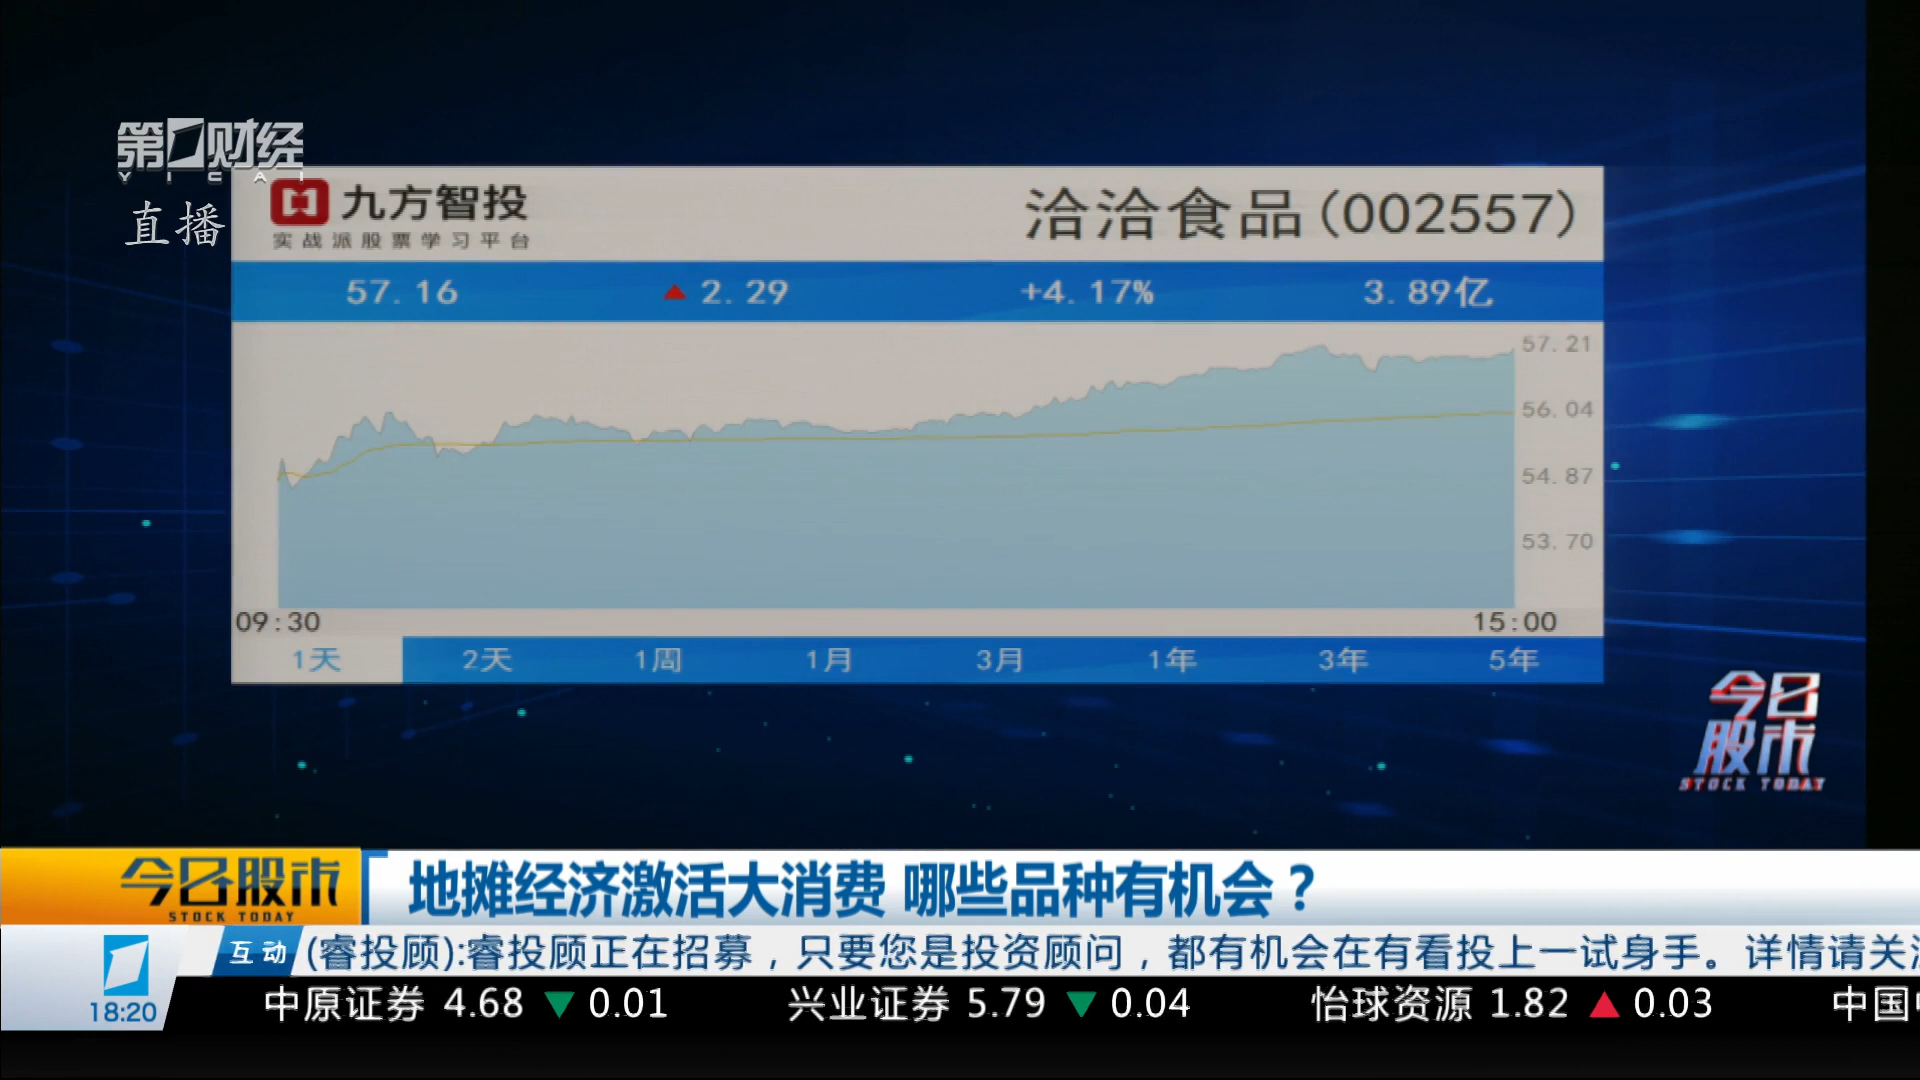 第一财经
YICAI
直播
九方智投
实战派股票学习平台
洽洽食品(002557)
57.16 ▲ 2.29 +4.17% 3.89亿
57.21
56.04
54.87
53.70
09:30 15:00
1天 2天 1周 1月 3月 1年 3年 5年
今日股市
STOCK TODAY
今日股市
STOCK TODAY
地摊经济激活大消费 哪些品种有机会？
互动 (睿投顾):睿投顾正在招募，只要您是投资顾问，都有机会在有看投上一试身手。详情请关
18:20
中原证券 4.68 ▼ 0.01 兴业证券 5.79 ▼ 0.04 怡球资源 1.82 ▲ 0.03 中国